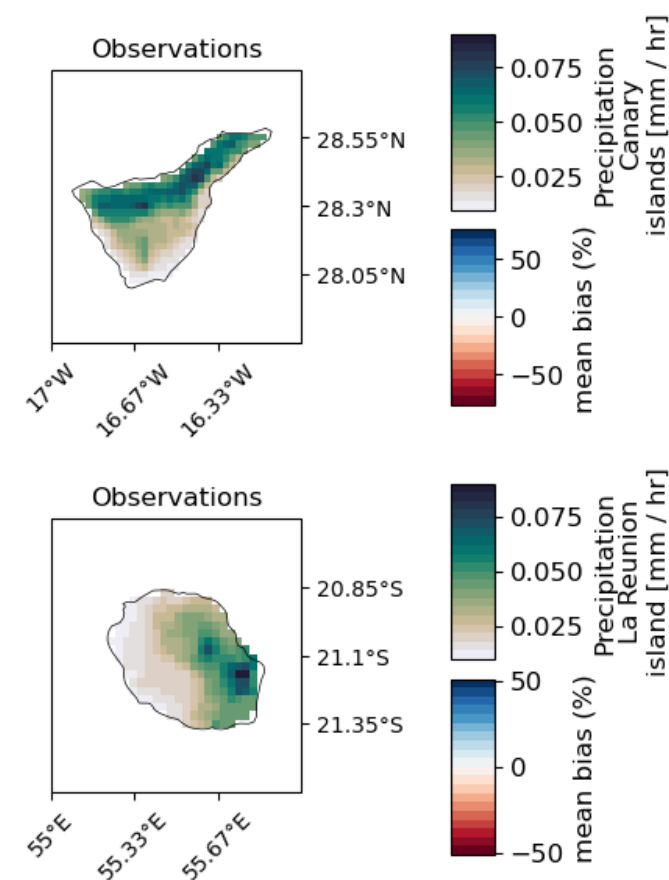 Observations
28.55°N
28.3°N
28.05°N
17°W
16.67°W
16.33°W
0.075
0.050
0.025
Precipitation
Canary
islands [mm / hr]
50
0
−50
mean bias (%)
Observations
20.85°S
21.1°S
21.35°S
55°E
55.33°E
55.67°E
0.075
0.050
0.025
Precipitation
La Reunion
island [mm / hr]
50
0
−50
mean bias (%)